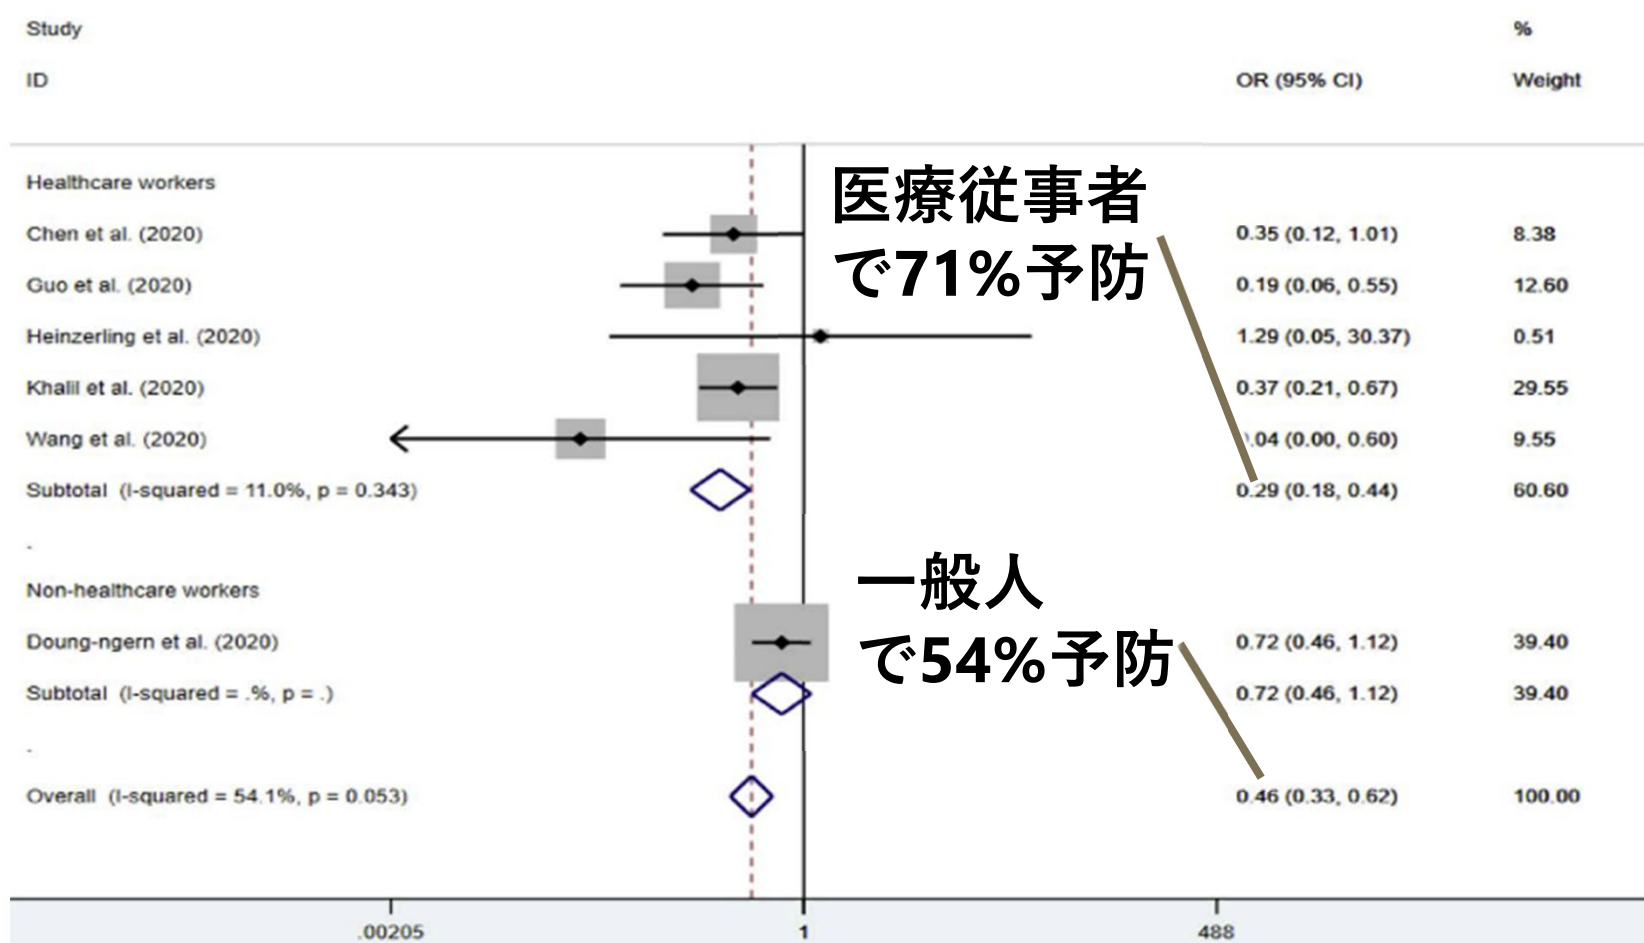 Study %
ID OR (95% CI) Weight
Healthcare workers
Chen et al. (2020) 0.35 (0.12, 1.01) 8.38
Guo et al. (2020) 0.19 (0.06, 0.55) 12.60
Heinzerling et al. (2020) 1.29 (0.05, 30.37) 0.51
Khalil et al. (2020) 0.37 (0.21, 0.67) 29.55
Wang et al. (2020) .04 (0.00, 0.60) 9.55
Subtotal (I-squared = 11.0%, p = 0.343) 0.29 (0.18, 0.44) 60.60
医療従事者
で71%予防
.
Non-healthcare workers
Doung-ngern et al. (2020) 0.72 (0.46, 1.12) 39.40
Subtotal (I-squared = .%, p = .) 0.72 (0.46, 1.12) 39.40
一般人
で54%予防
.
Overall (I-squared = 54.1%, p = 0.053) 0.46 (0.33, 0.62) 100.00
.00205 1 488